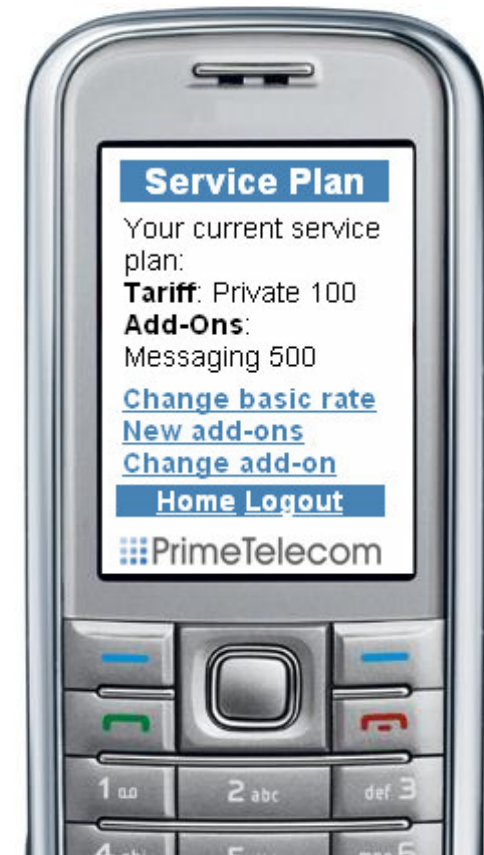 Service Plan
Your current service
plan:
Tariff: Private 100
Add-Ons:
Messaging 500
Change basic rate
New add-ons
Change add-on
Home Logout
PrimeTelecom
1 2 abc def 3